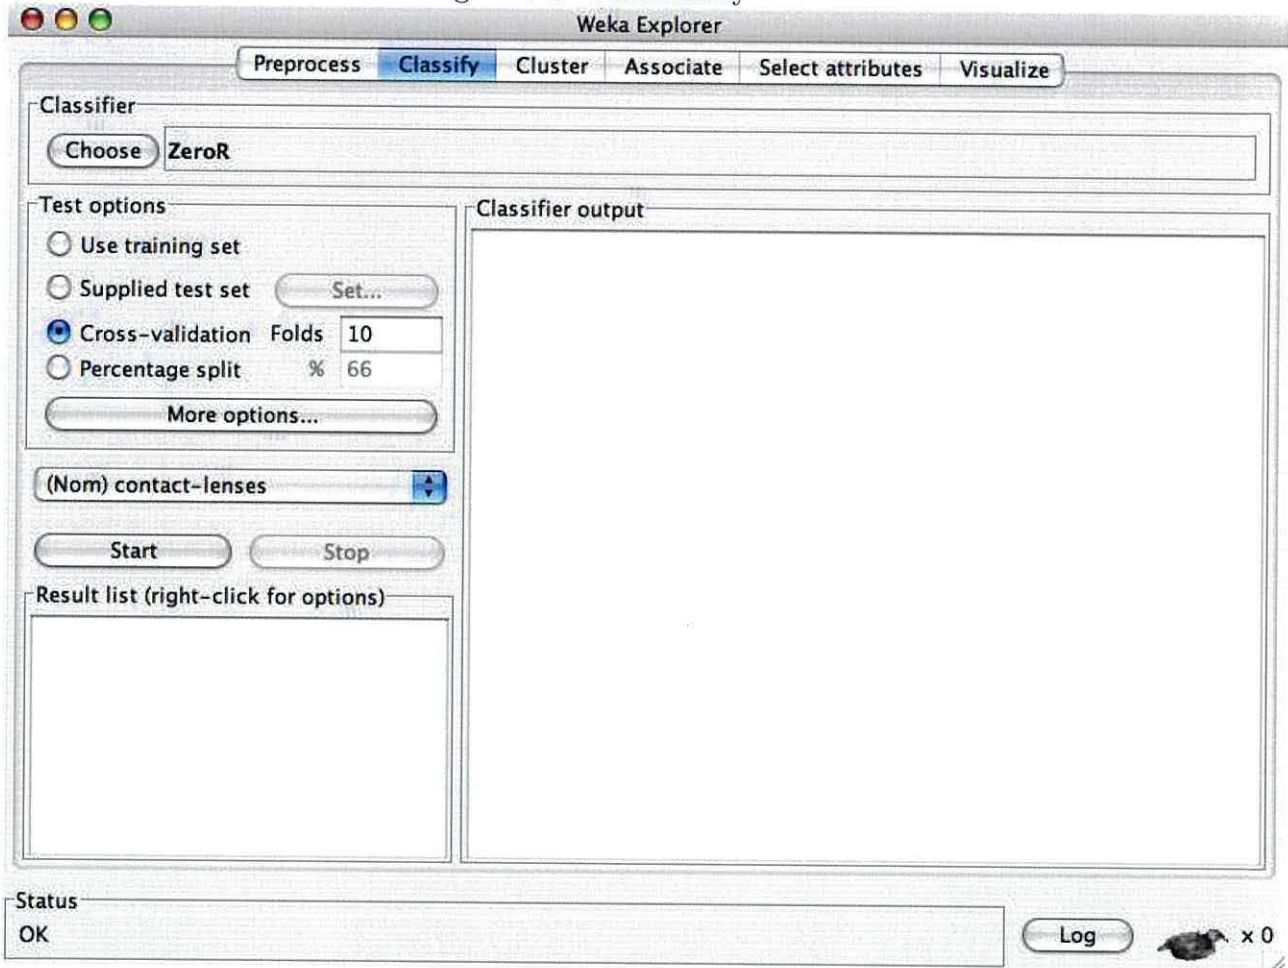 Weka Explorer
Preprocess Classify Cluster Associate Select attributes Visualize
Classifier
Choose ZeroR
Test options
Use training set
Supplied test set Set...
Cross-validation Folds 10
Percentage split % 66
More options...
(Nom) contact-lenses
Start Stop
Result list (right-click for options)
Classifier output
Status
OK
Log x 0